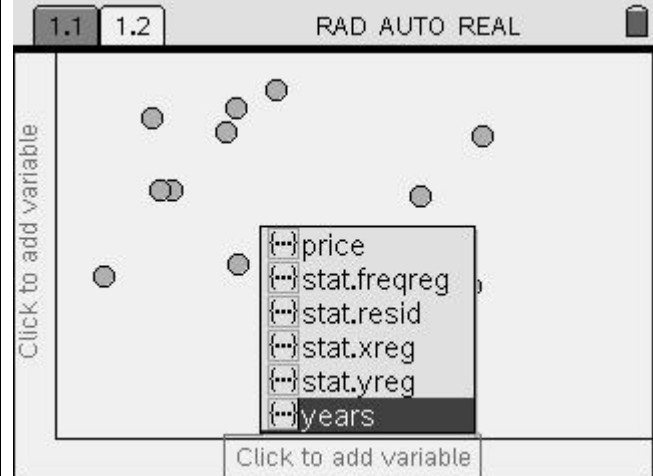 1.1 1.2 RAD AUTO REAL
Click to add variable
price
stat.freqreg
stat.resid
stat.xreg
stat.yreg
years
Click to add variable